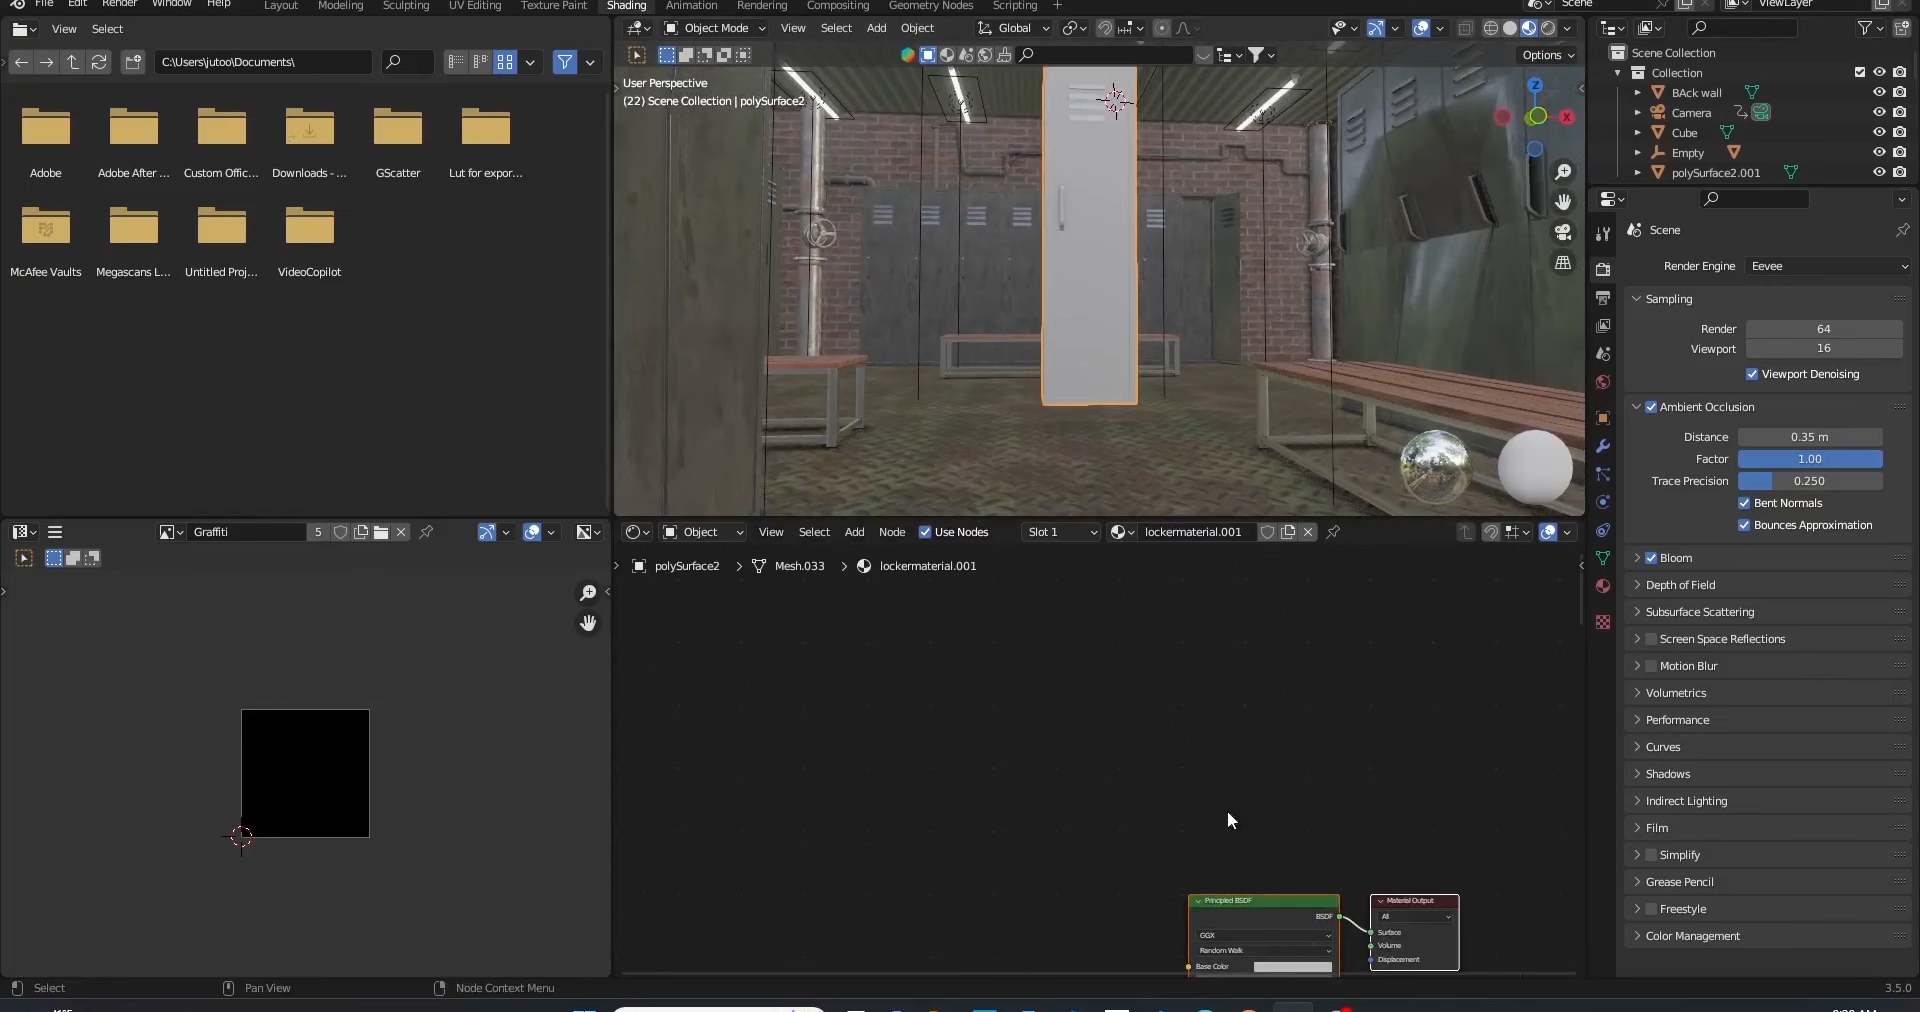 File Edit Render Window Help
Layout Modeling Sculpting UV Editing Texture Paint Shading Animation Rendering Compositing Geometry Nodes Scripting +
Scene
ViewLayer
View Select
C:\Users\jutoo\Documents\
Adobe
Adobe After ...
Custom Offic...
Downloads - ...
GScatter
Lut for expor...
McAfee Vaults
Megascans L...
Untitled Proj...
VideoCopilot
Object Mode View Select Add Object Global
Options
User Perspective
(22) Scene Collection | polySurface2
Z
X
Scene Collection
Collection
BAck wall
Camera
Cube
Empty
polySurface2.001
Scene
Render Engine Eevee
Sampling
Render 64
Viewport 16
Viewport Denoising
Ambient Occlusion
Distance 0.35 m
Factor 1.00
Trace Precision 0.250
Bent Normals
Bounces Approximation
Bloom
Depth of Field
Subsurface Scattering
Screen Space Reflections
Motion Blur
Volumetrics
Performance
Curves
Shadows
Indirect Lighting
Film
Simplify
Grease Pencil
Freestyle
Color Management
Graffiti 5
Object View Select Add Node Use Nodes Slot 1 lockermaterial.001
polySurface2 > Mesh.033 > lockermaterial.001
Principled BSDF
BSDF
GGX
Random Walk
Base Color
Material Output
All
Surface
Volume
Displacement
Select Pan View Node Context Menu
3.5.0